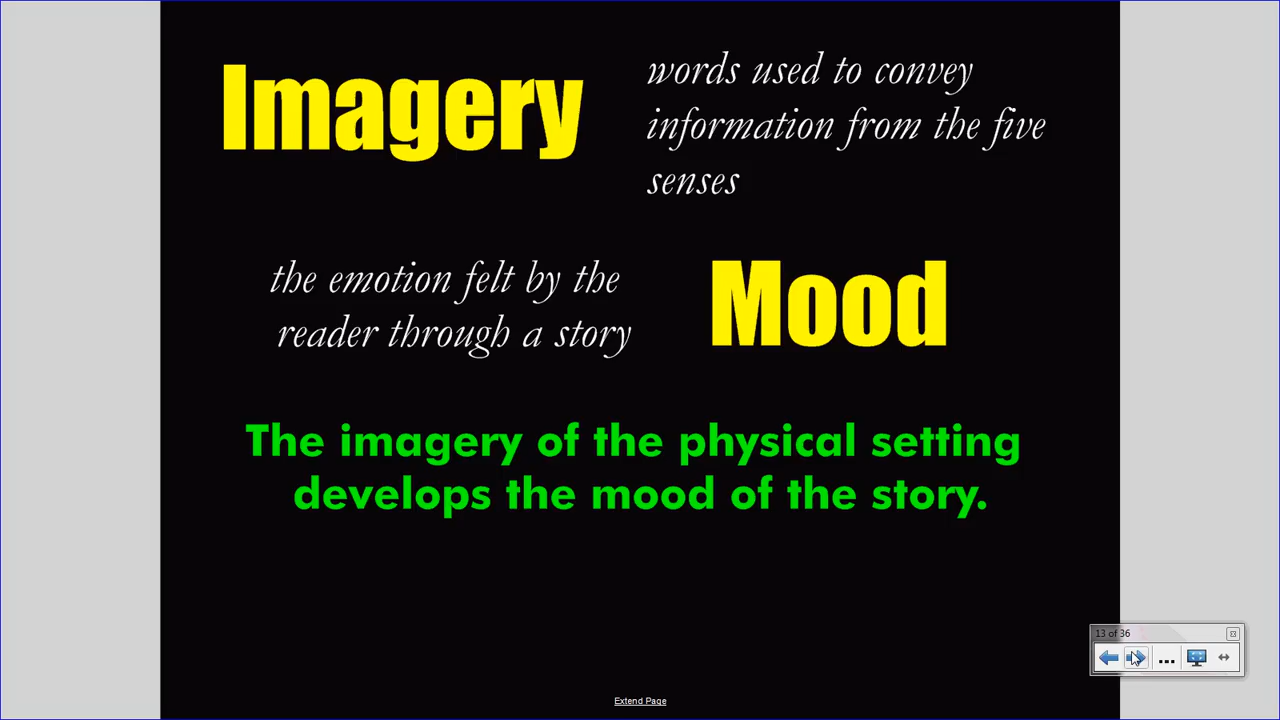 Imagery
words used to convey
information from the five
senses
the emotion felt by the
reader through a story
Mood
The imagery of the physical setting
develops the mood of the story.
13 of 36
...
Extend Page